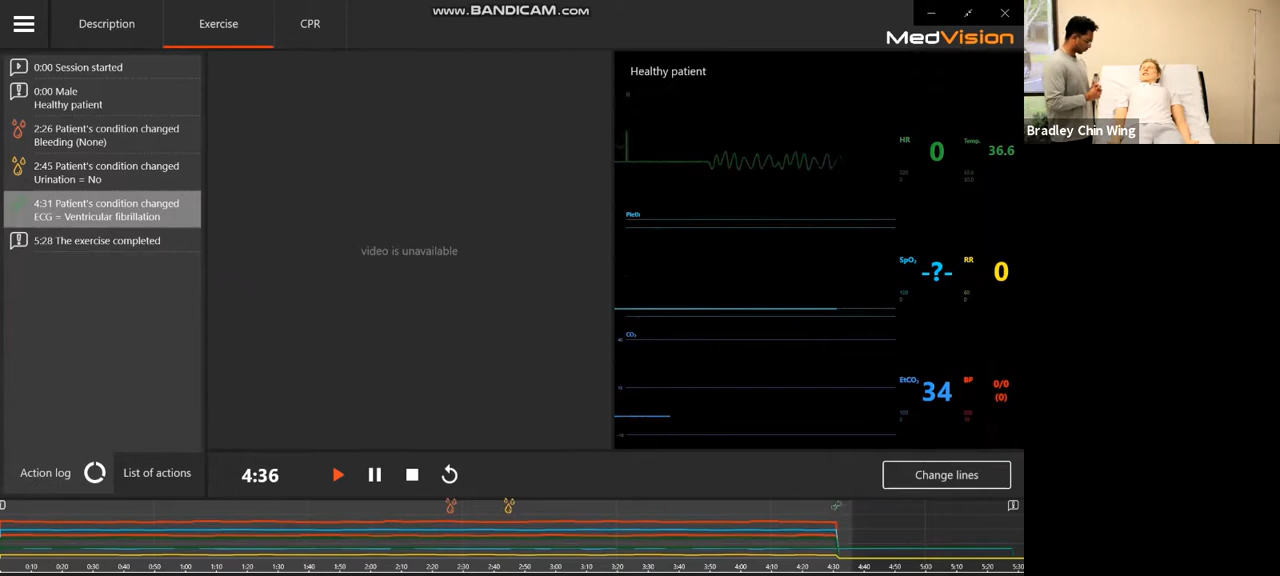 www.BANDICAM.com
Description
Exercise
CPR
MedVision
0:00 Session started
0:00 Male
Healthy patient
2:26 Patient's condition changed
Bleeding (None)
2:45 Patient's condition changed
Urination = No
4:31 Patient's condition changed
ECG = Ventricular fibrillation
5:28 The exercise completed
video is unavailable
Healthy patient
HR
0
Temp.
36.6
Pleth
SpO₂
-?-
RR
0
CO₂
EtCO₂
34
BP
0/0
(0)
Bradley Chin Wing
Action log
List of actions
4:36
Change lines
0:10 0:20 0:30 0:40 0:50 1:00 1:10 1:20 1:30 1:40 1:50 2:00 2:10 2:20 2:30 2:40 2:50 3:00 3:10 3:20 3:30 3:40 3:50 4:00 4:10 4:20 4:30 4:40 4:50 5:00 5:10 5:20 5:30